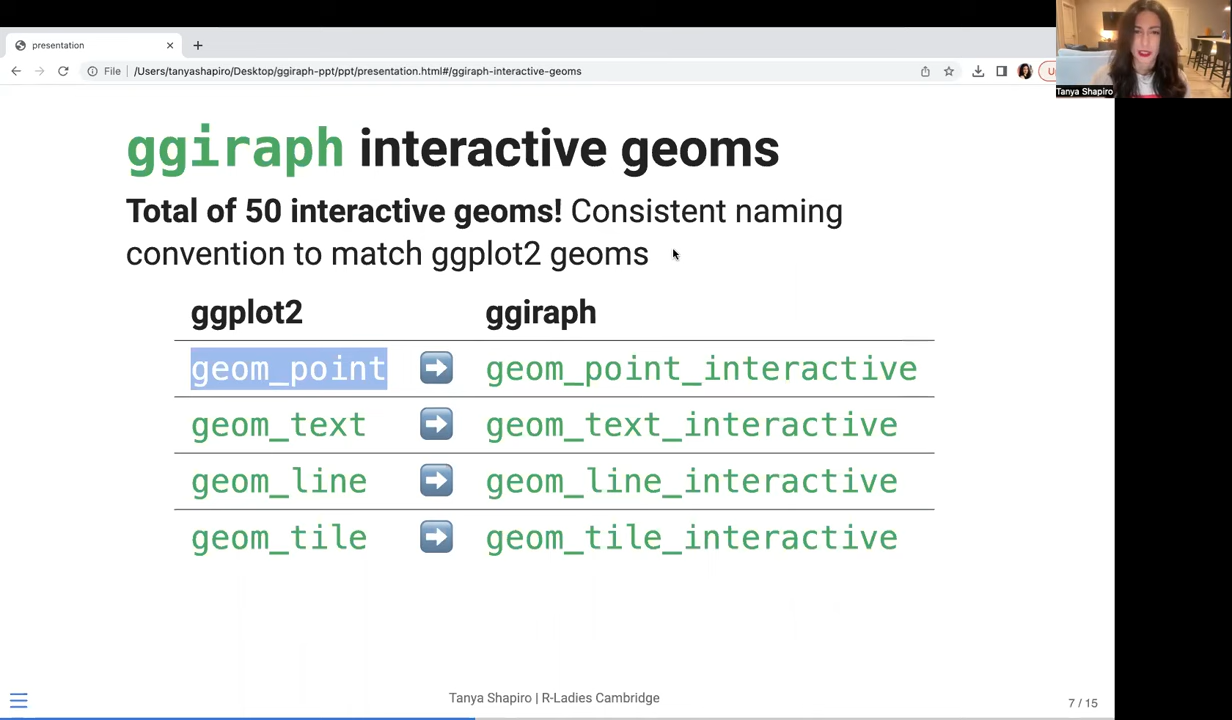 presentation
File
/Users/tanyashapiro/Desktop/ggiraph-ppt/ppt/presentation.html#/ggiraph-interactive-geoms
Tanya Shapiro
ggiraph interactive geoms
Total of 50 interactive geoms! Consistent naming
convention to match ggplot2 geoms
ggplot2 ggiraph
geom_point geom_point_interactive
geom_text geom_text_interactive
geom_line geom_line_interactive
geom_tile geom_tile_interactive
Tanya Shapiro | R-Ladies Cambridge
7 / 15